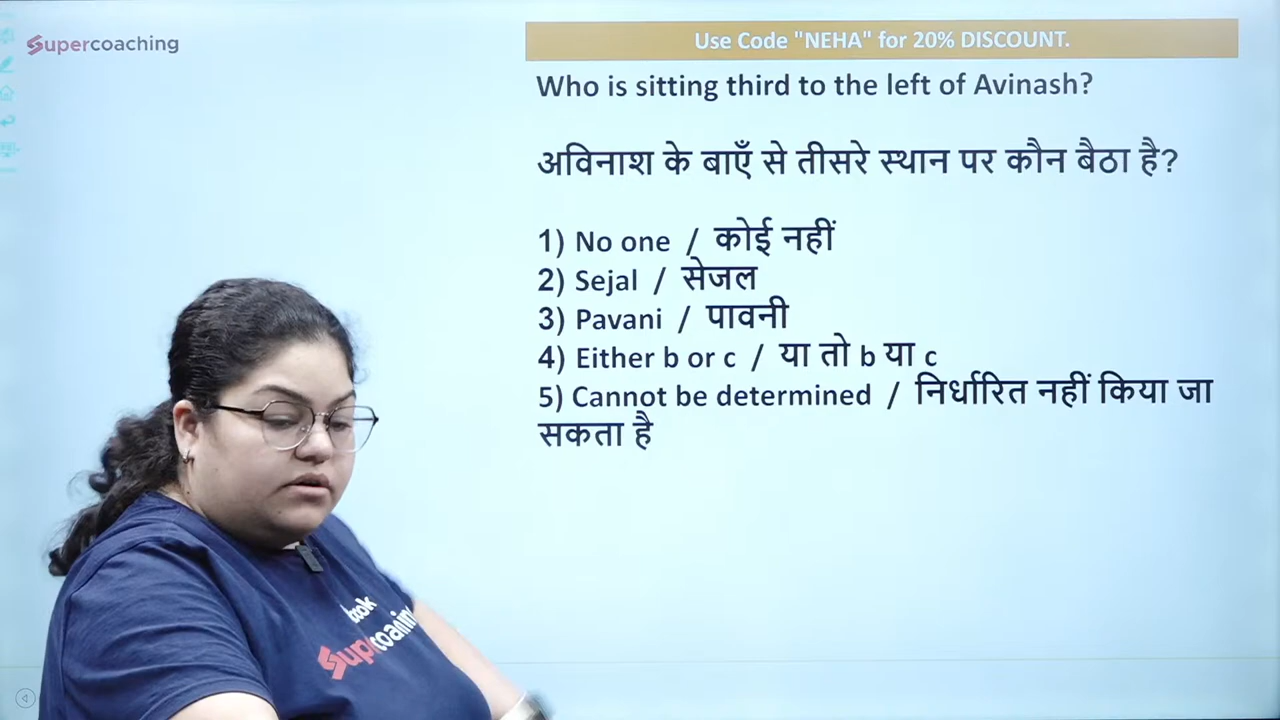 Supercoaching
Use Code "NEHA" for 20% DISCOUNT.
Who is sitting third to the left of Avinash?
अविनाश के बाएँ से तीसरे स्थान पर कौन बैठा है?
1) No one / कोई नहीं
2) Sejal / सेजल
3) Pavani / पावनी
4) Either b or c / या तो b या c
5) Cannot be determined / निर्धारित नहीं किया जा
सकता है
book
Supercoaching